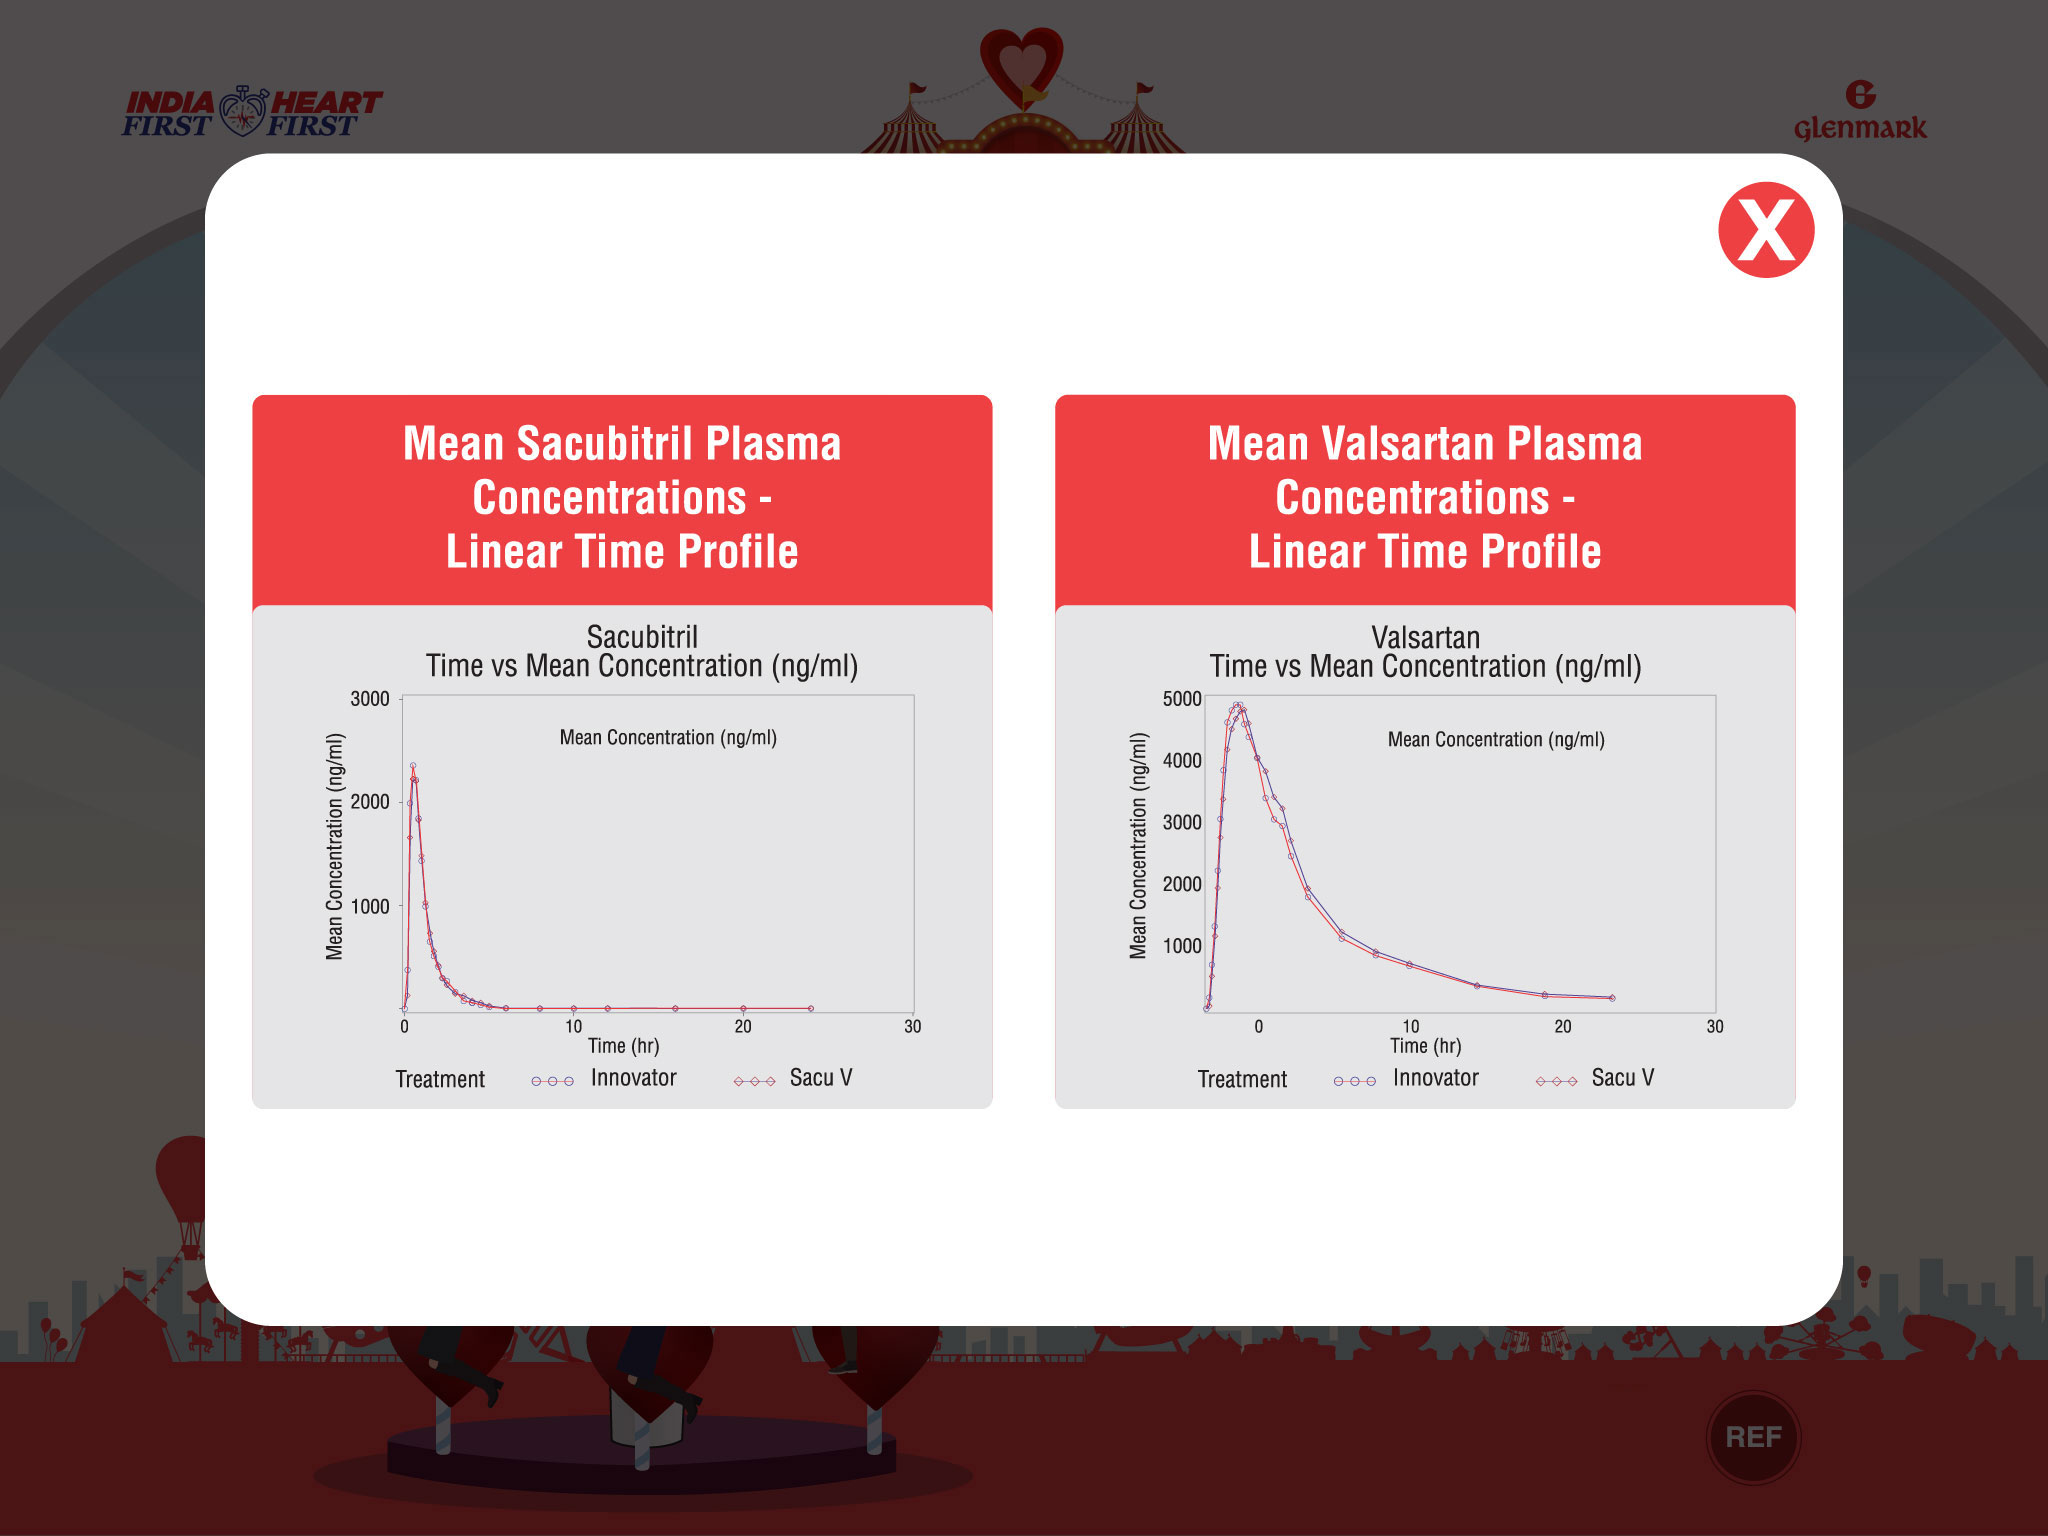 INDIA HEART
FIRST FIRST
glenmark
X
Mean Sacubitril Plasma
Concentrations -
Linear Time Profile
Sacubitril
Time vs Mean Concentration (ng/ml)
3000
2000
1000
Mean Concentration (ng/ml)
Mean Concentration (ng/ml)
0 10 20 30
Time (hr)
Treatment Innovator Sacu V
Mean Valsartan Plasma
Concentrations -
Linear Time Profile
Valsartan
Time vs Mean Concentration (ng/ml)
5000
4000
3000
2000
1000
Mean Concentration (ng/ml)
Mean Concentration (ng/ml)
0 10 20 30
Time (hr)
Treatment Innovator Sacu V
REF